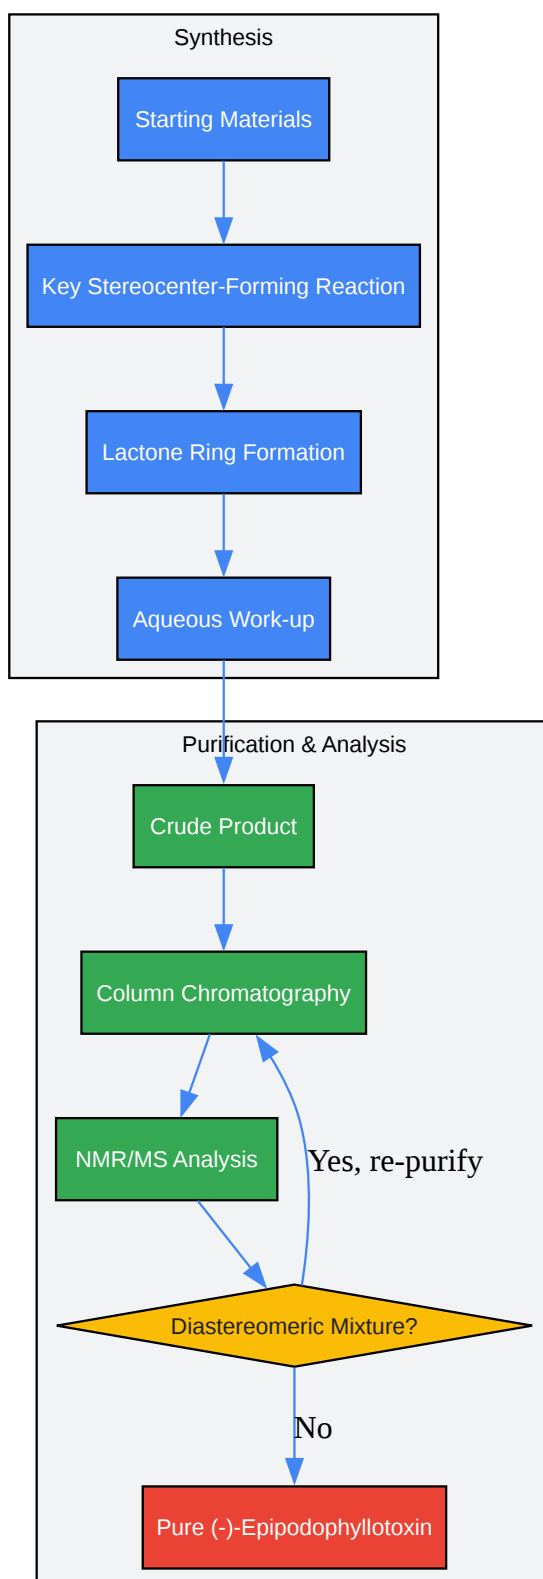 Synthesis
Starting Materials
Key Stereocenter-Forming Reaction
Lactone Ring Formation
Aqueous Work-up
Purification & Analysis
Crude Product
Column Chromatography
NMR/MS Analysis
Yes, re-purify
Diastereomeric Mixture?
No
Pure (-)-Epipodophyllotoxin